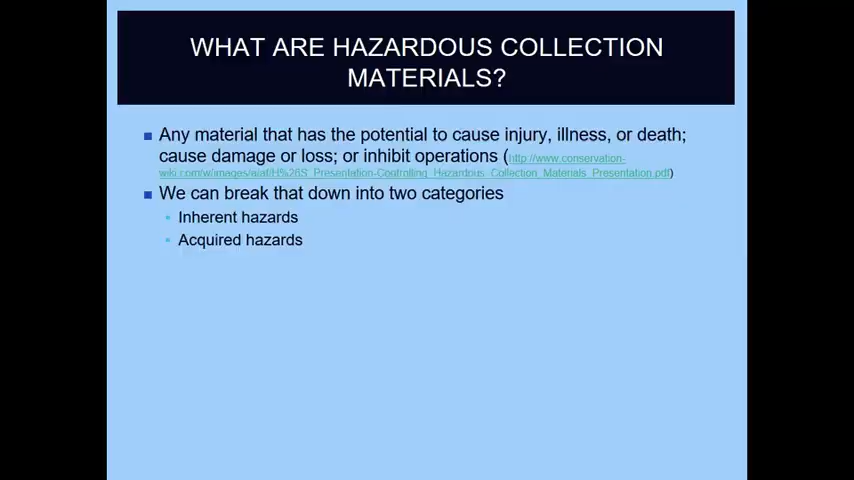 WHAT ARE HAZARDOUS COLLECTION
MATERIALS?
Any material that has the potential to cause injury, illness, or death;
cause damage or loss; or inhibit operations (http://www.conservation-
wiki.com/w/images/a/af/H%26S_Presentation-Controlling_Hazardous_Collection_Materials_Presentation.pdf)
We can break that down into two categories
Inherent hazards
Acquired hazards